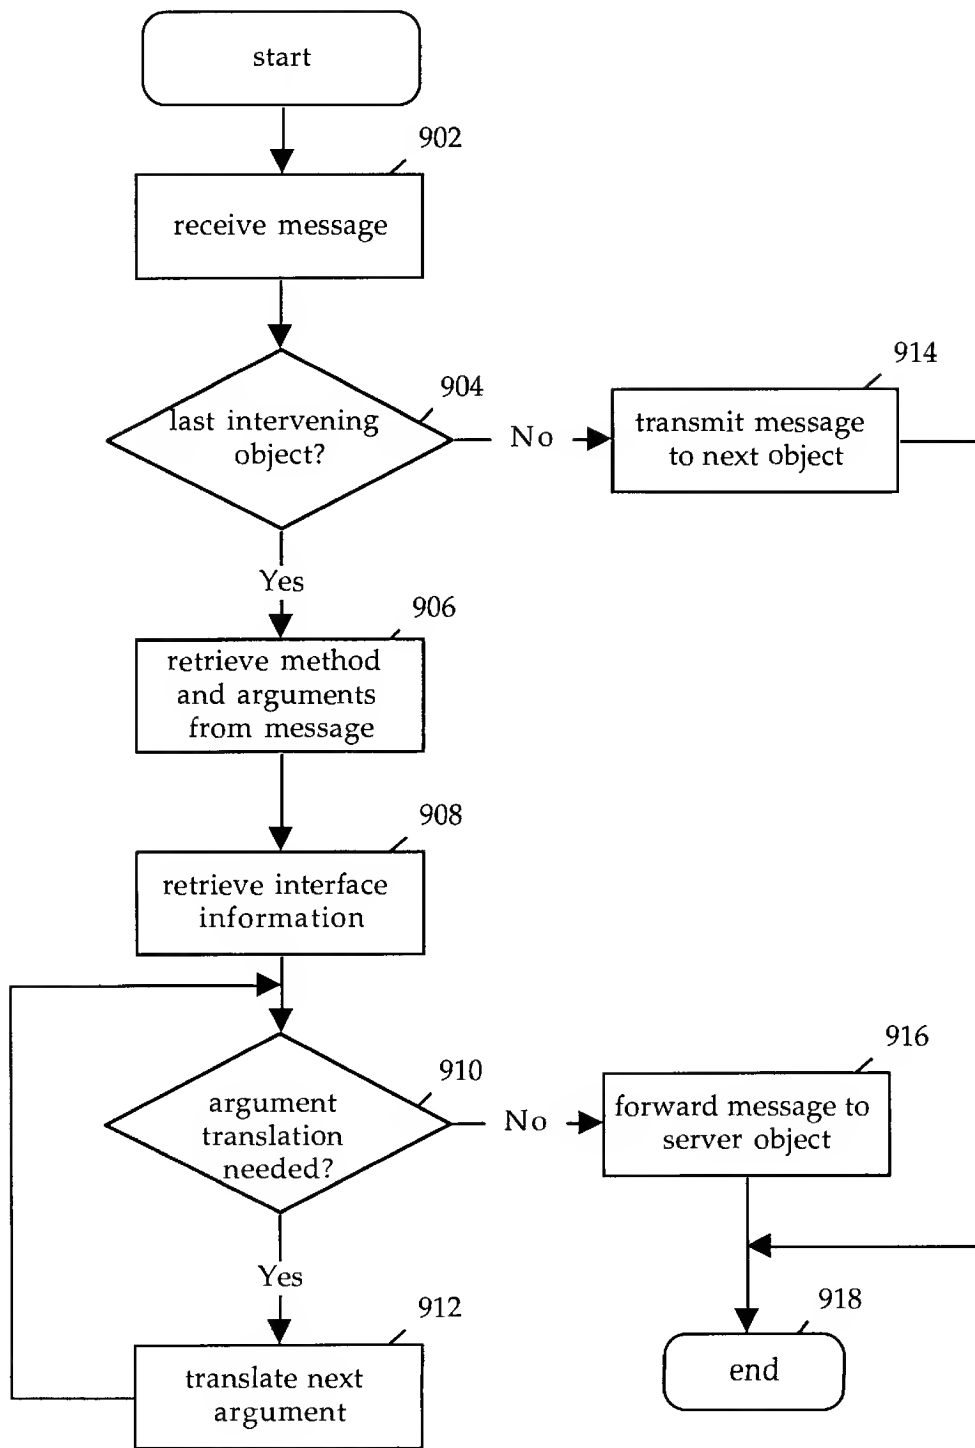 start
902
receive message
904
last intervening
object?
No
914
transmit message
to next object
Yes
906
retrieve method
and arguments
from message
908
retrieve interface
information
910
argument
translation
needed?
No
916
forward message to
server object
Yes
912
translate next
argument
918
end